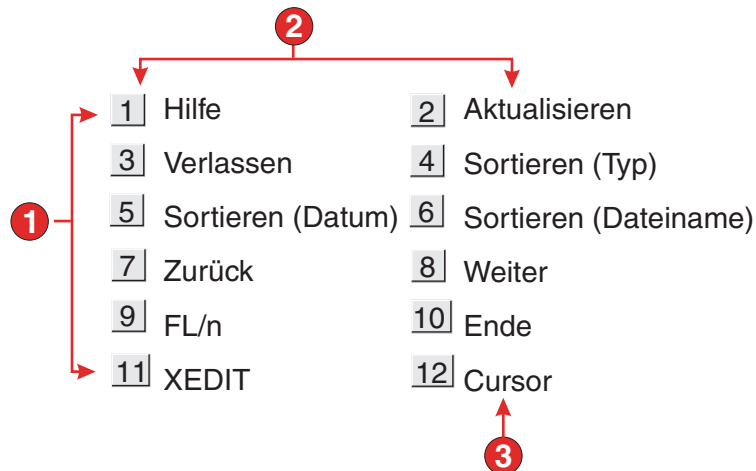 2
1 Hilfe 2 Aktualisieren
3 Verlassen 4 Sortieren (Typ)
1 5 Sortieren (Datum) 6 Sortieren (Dateiname)
7 Zurück 8 Weiter
9 FL/n 10 Ende
11 XEDIT 12 Cursor
3